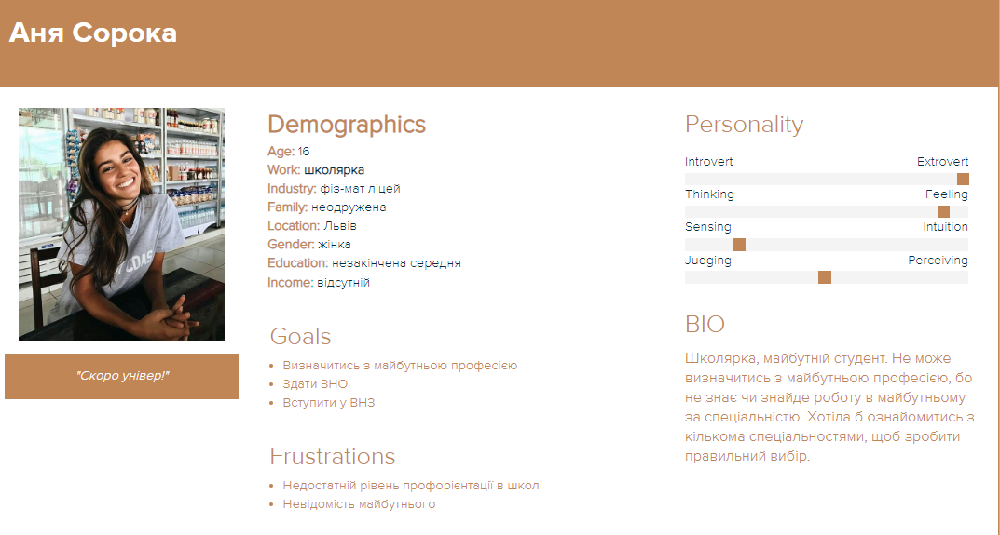 Аня Сорока
"Скоро універ!"
Demographics
Age: 16
Work: школярка
Industry: фіз-мат ліцей
Family: неодружена
Location: Львів
Gender: жінка
Education: незакінчена середня
Income: відсутній
Goals
• Визначитись з майбутньою професією
• Здати ЗНО
• Вступити у ВНЗ
Frustrations
• Недостатній рівень профорієнтації в школі
• Невідомість майбутнього
Personality
Introvert Extrovert
Thinking Feeling
Sensing Intuition
Judging Perceiving
BIO
Школярка, майбутній студент. Не може
визначитись з майбутньою професією, бо
не знає чи знайде роботу в майбутньому
за спеціальністю. Хотіла б ознайомитись з
кількома спеціальностями, щоб зробити
правильний вибір.